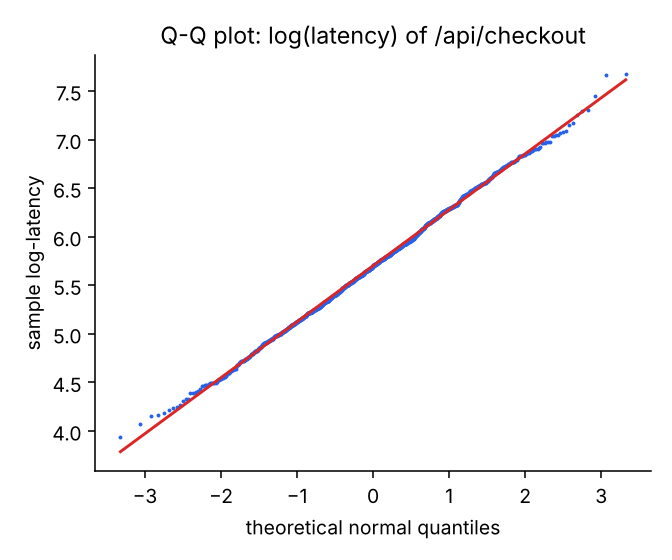 Q-Q plot: log(latency) of /api/checkout
sample log-latency
7.5
7.0
6.5
6.0
5.5
5.0
4.5
4.0
−3 −2 −1 0 1 2 3
theoretical normal quantiles